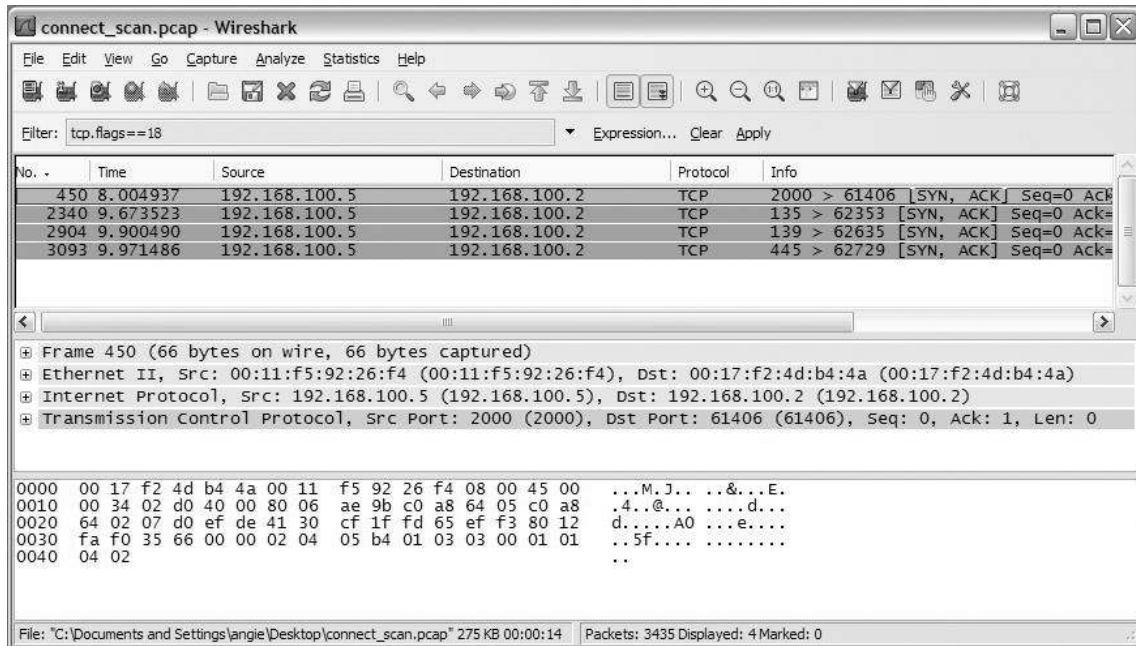 connect_scan.pcap - Wireshark
File Edit View Go Capture Analyze Statistics Help
Filter: tcp.flags==18 Expression... Clear Apply
No. Time Source Destination Protocol Info
450 8.004937 192.168.100.5 192.168.100.2 TCP 2000 > 61406 [SYN, ACK] Seq=0 Ack
2340 9.673523 192.168.100.5 192.168.100.2 TCP 135 > 62353 [SYN, ACK] Seq=0 Ack=
2904 9.900490 192.168.100.5 192.168.100.2 TCP 139 > 62635 [SYN, ACK] Seq=0 Ack=
3093 9.971486 192.168.100.5 192.168.100.2 TCP 445 > 62729 [SYN, ACK] Seq=0 Ack=
Frame 450 (66 bytes on wire, 66 bytes captured)
Ethernet II, Src: 00:11:f5:92:26:f4 (00:11:f5:92:26:f4), Dst: 00:17:f2:4d:b4:4a (00:17:f2:4d:b4:4a)
Internet Protocol, Src: 192.168.100.5 (192.168.100.5), Dst: 192.168.100.2 (192.168.100.2)
Transmission Control Protocol, Src Port: 2000 (2000), Dst Port: 61406 (61406), Seq: 0, Ack: 1, Len: 0
0000 00 17 f2 4d b4 4a 00 11 f5 92 26 f4 08 00 45 00 ...M.J.. ..&...E.
0010 00 34 02 d0 40 00 80 06 ae 9b c0 a8 64 05 c0 a8 .4..@... ....d...
0020 64 02 07 d0 ef de 41 30 cf 1f fd 65 ef f3 80 12 d.....A0 ...e....
0030 fa f0 35 66 00 00 02 04 05 b4 01 03 03 00 01 01 ..5f.... ........
0040 04 02 ..
File: "C:\Documents and Settings\angie\Desktop\connect_scan.pcap" 275 KB 00:00:14 Packets: 3435 Displayed: 4 Marked: 0